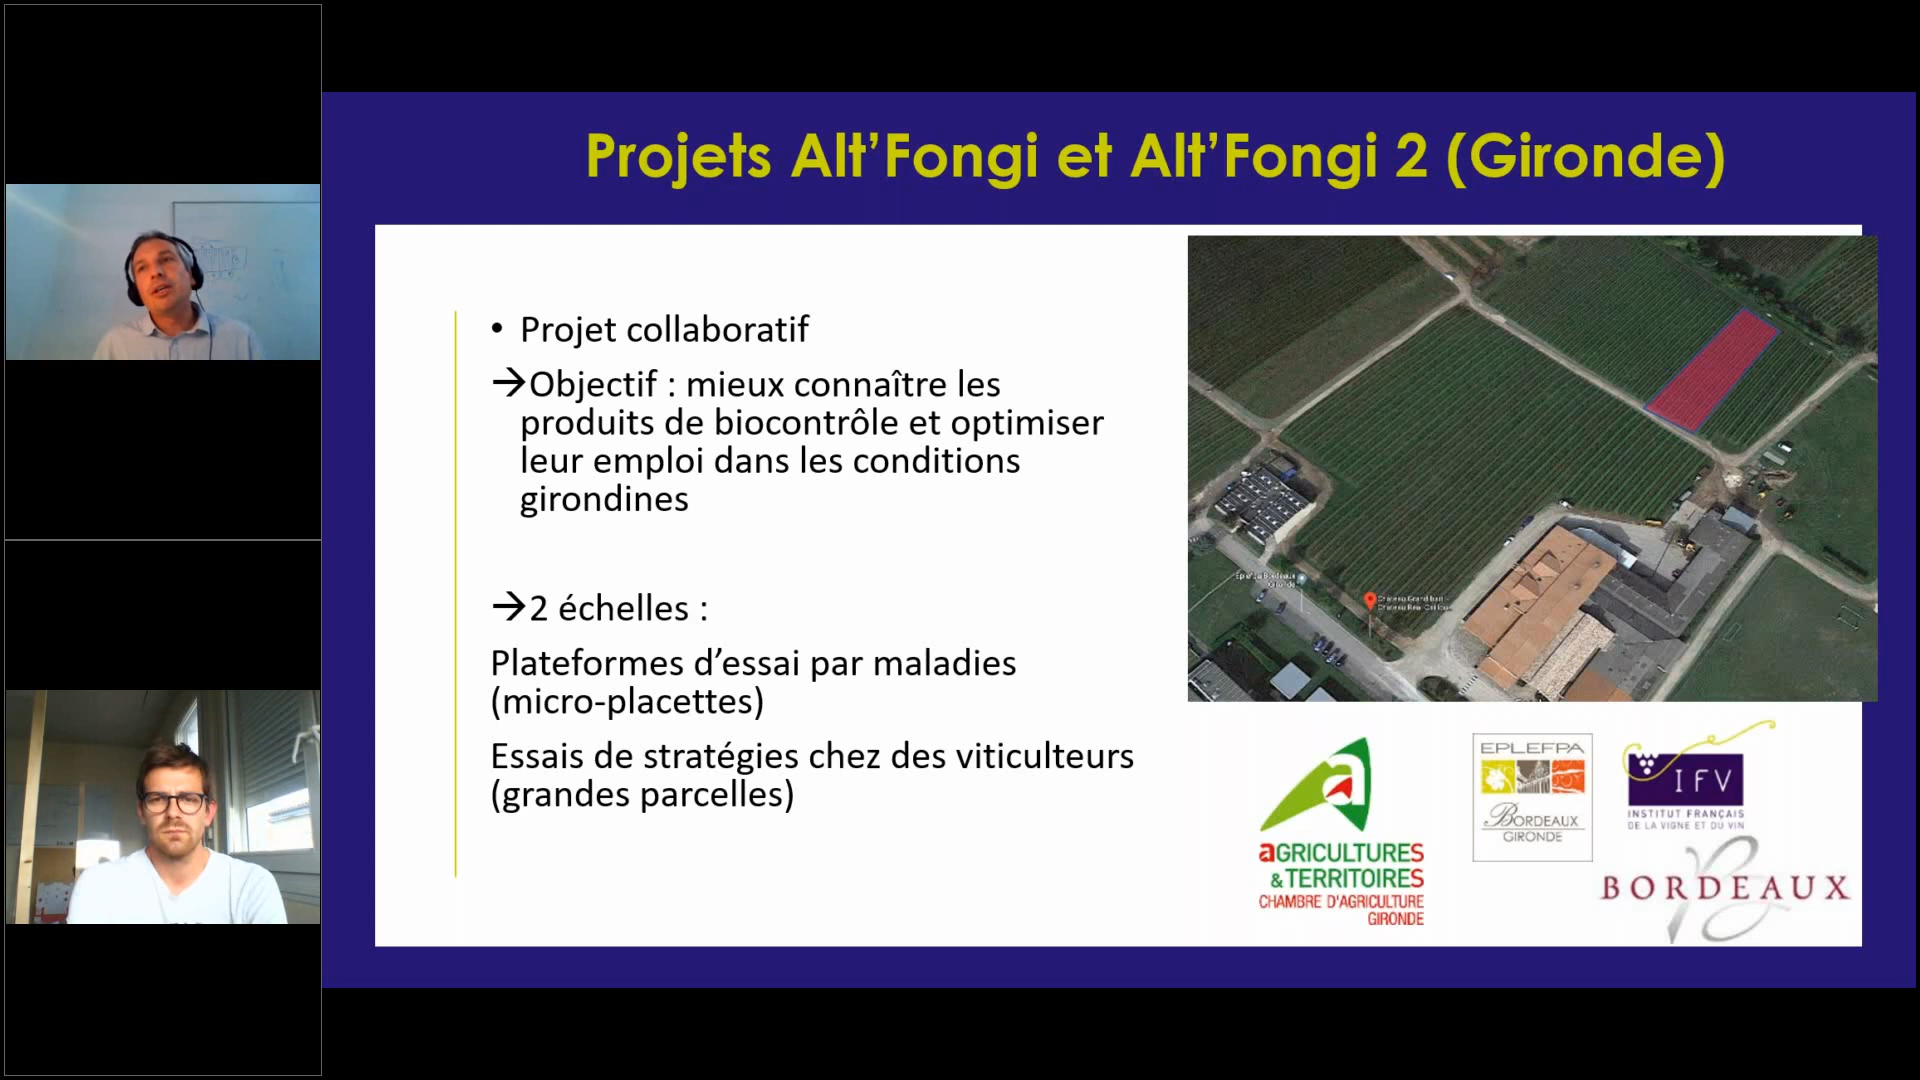 Projets Alt’Fongi et Alt’Fongi 2 (Gironde)
• Projet collaboratif
→Objectif : mieux connaître les
produits de biocontrôle et optimiser
leur emploi dans les conditions
girondines
→2 échelles :
Plateformes d’essai par maladies
(micro-placettes)
Essais de stratégies chez des viticulteurs
(grandes parcelles)
AGRICULTURES
& TERRITOIRES
CHAMBRE D'AGRICULTURE
GIRONDE
EPLEFPA
BORDEAUX
GIRONDE
IFV
INSTITUT FRANÇAIS
DE LA VIGNE ET DU VIN
BORDEAUX